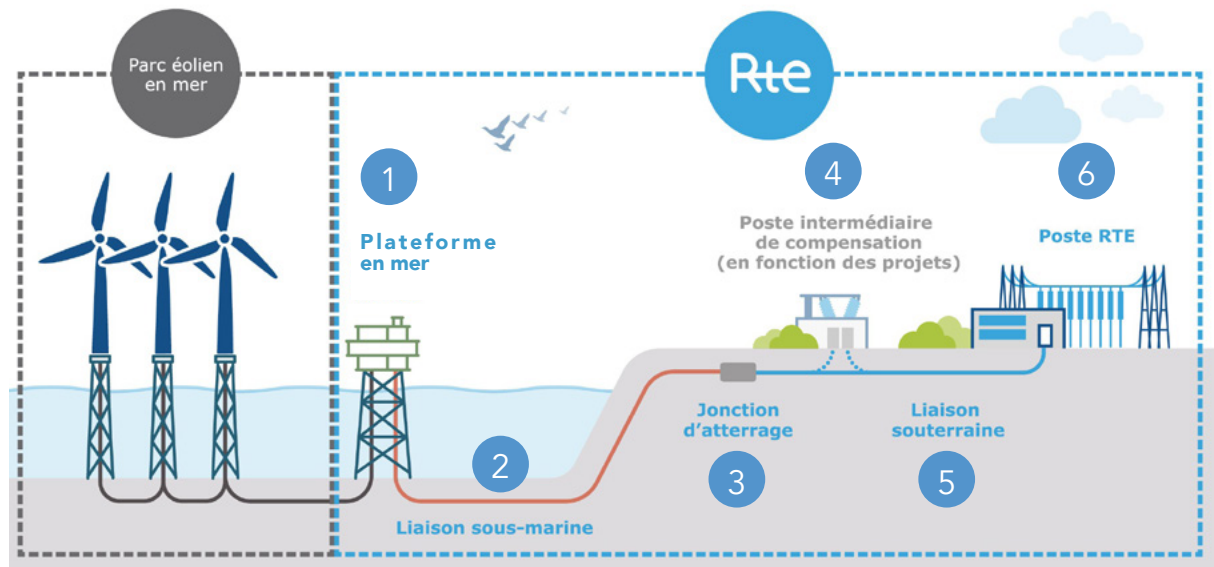 Parc éolien
en mer
Rte
1
Plateforme
en mer
2
Liaison sous-marine
3
Jonction
d'atterrage
4
Poste intermédiaire
de compensation
(en fonction des projets)
5
Liaison
souterraine
6
Poste RTE